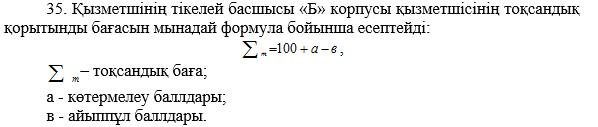 35. Қызметшінің тікелей басшысы «Б» корпусы қызметшісінің тоқсандық
қорытынды бағасын мынадай формула бойынша есептейді:
∑ т =100 + а – в ,
∑ т – тоқсандық баға;
а - көтермелеу баллдары;
в - айыппұл баллдары.